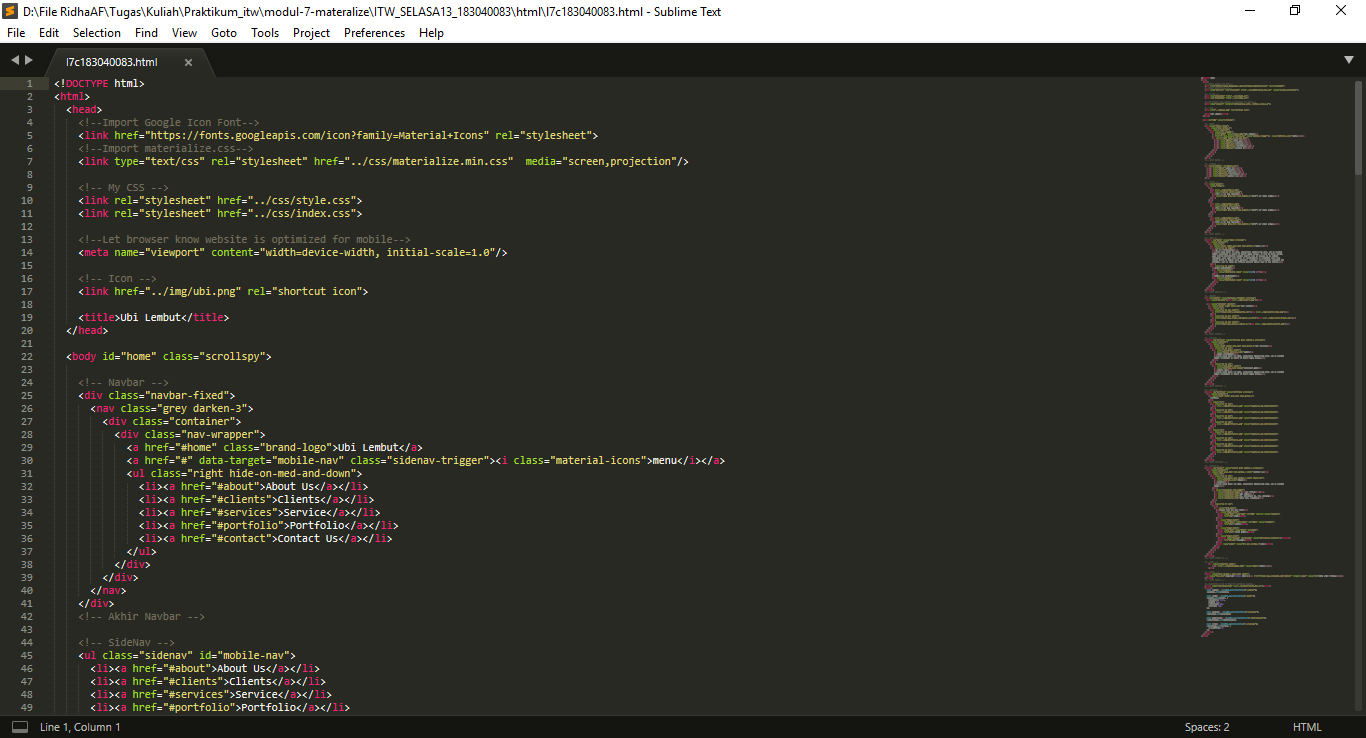 D:\File RidhaAF\Tugas\Kuliah\Praktikum_itw\modul-7-materalize\ITW_SELASA13_183040083\html\l7c183040083.html - Sublime Text
File Edit Selection Find View Goto Tools Project Preferences Help
l7c183040083.html
1 <!DOCTYPE html>
2 <html>
3 <head>
4 <!--Import Google Icon Font-->
5 <link href="https://fonts.googleapis.com/icon?family=Material+Icons" rel="stylesheet">
6 <!--Import materialize.css-->
7 <link type="text/css" rel="stylesheet" href="../css/materialize.min.css"  media="screen,projection"/>
8
9 <!-- My CSS -->
10 <link rel="stylesheet" href="../css/style.css">
11 <link rel="stylesheet" href="../css/index.css">
12
13 <!--Let browser know website is optimized for mobile-->
14 <meta name="viewport" content="width=device-width, initial-scale=1.0"/>
15
16 <!-- Icon -->
17 <link href="../img/ubi.png" rel="shortcut icon">
18
19 <title>Ubi Lembut</title>
20 </head>
21
22 <body id="home" class="scrollspy">
23
24 <!-- Navbar -->
25 <div class="navbar-fixed">
26 <nav class="grey darken-3">
27 <div class="container">
28 <div class="nav-wrapper">
29 <a href="#home" class="brand-logo">Ubi Lembut</a>
30 <a href="#" data-target="mobile-nav" class="sidenav-trigger"><i class="material-icons">menu</i></a>
31 <ul class="right hide-on-med-and-down">
32 <li><a href="#about">About Us</a></li>
33 <li><a href="#clients">Clients</a></li>
34 <li><a href="#services">Service</a></li>
35 <li><a href="#portfolio">Portfolio</a></li>
36 <li><a href="#contact">Contact Us</a></li>
37 </ul>
38 </div>
39 </div>
40 </nav>
41 </div>
42 <!-- Akhir Navbar -->
43
44 <!-- SideNav -->
45 <ul class="sidenav" id="mobile-nav">
46 <li><a href="#about">About Us</a></li>
47 <li><a href="#clients">Clients</a></li>
48 <li><a href="#services">Service</a></li>
49 <li><a href="#portfolio">Portfolio</a></li>
Line 1, Column 1 Spaces: 2 HTML